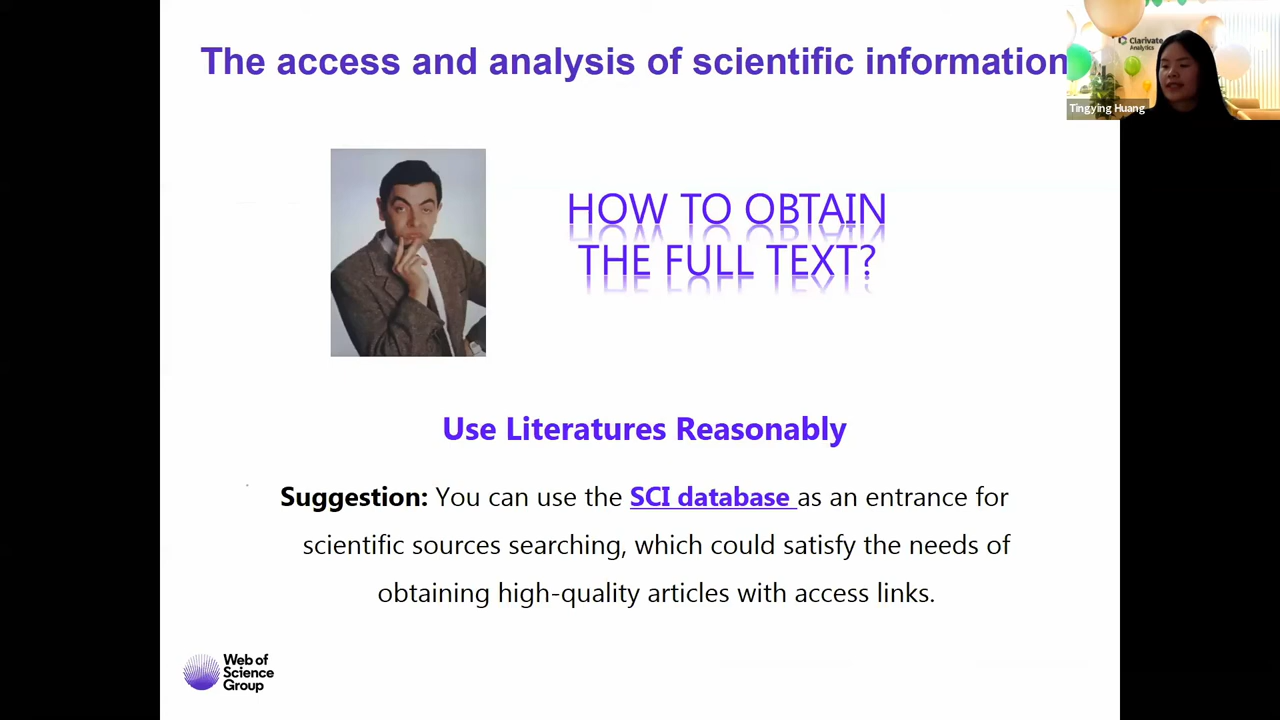 The access and analysis of scientific information
Clarivate
Analytics
Tingying Huang
HOW TO OBTAIN
THE FULL TEXT?
Use Literatures Reasonably
Suggestion: You can use the SCI database as an entrance for
scientific sources searching, which could satisfy the needs of
obtaining high-quality articles with access links.
Web of
Science
Group